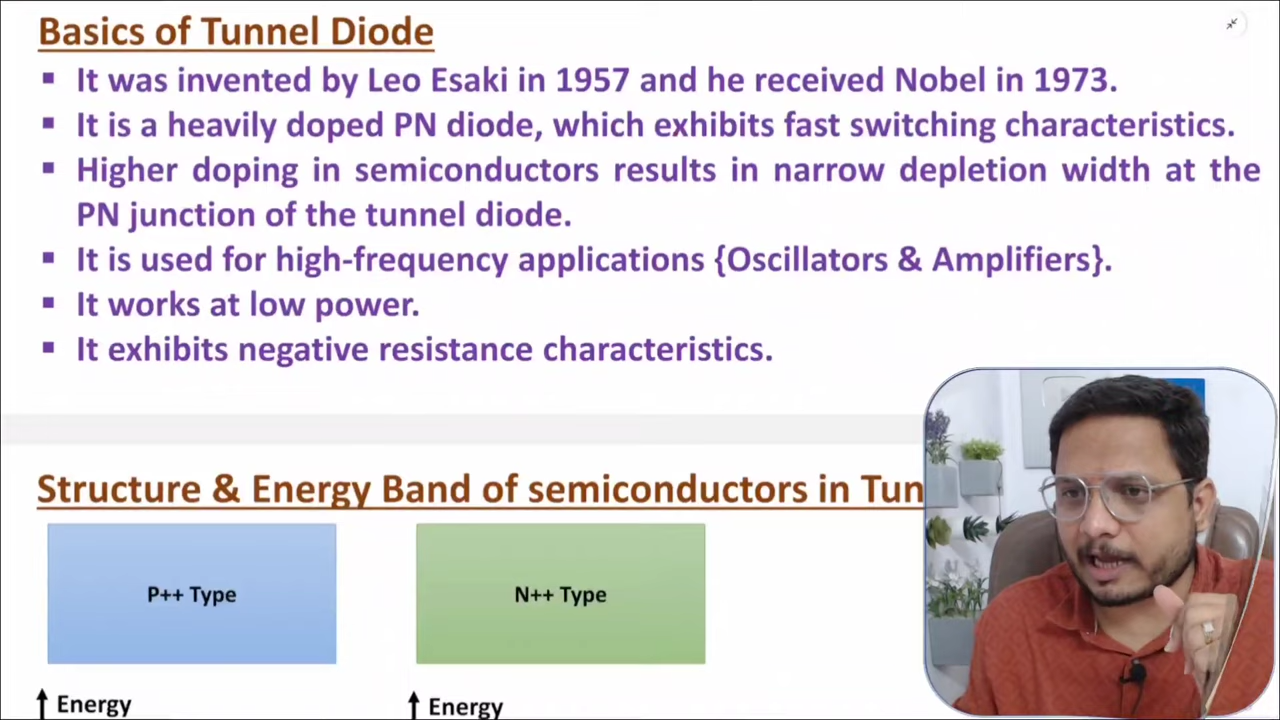 Basics of Tunnel Diode
▪ It was invented by Leo Esaki in 1957 and he received Nobel in 1973.
▪ It is a heavily doped PN diode, which exhibits fast switching characteristics.
▪ Higher doping in semiconductors results in narrow depletion width at the
PN junction of the tunnel diode.
▪ It is used for high-frequency applications {Oscillators & Amplifiers}.
▪ It works at low power.
▪ It exhibits negative resistance characteristics.
Structure & Energy Band of semiconductors in Tun
P++ Type
N++ Type
Energy
Energy